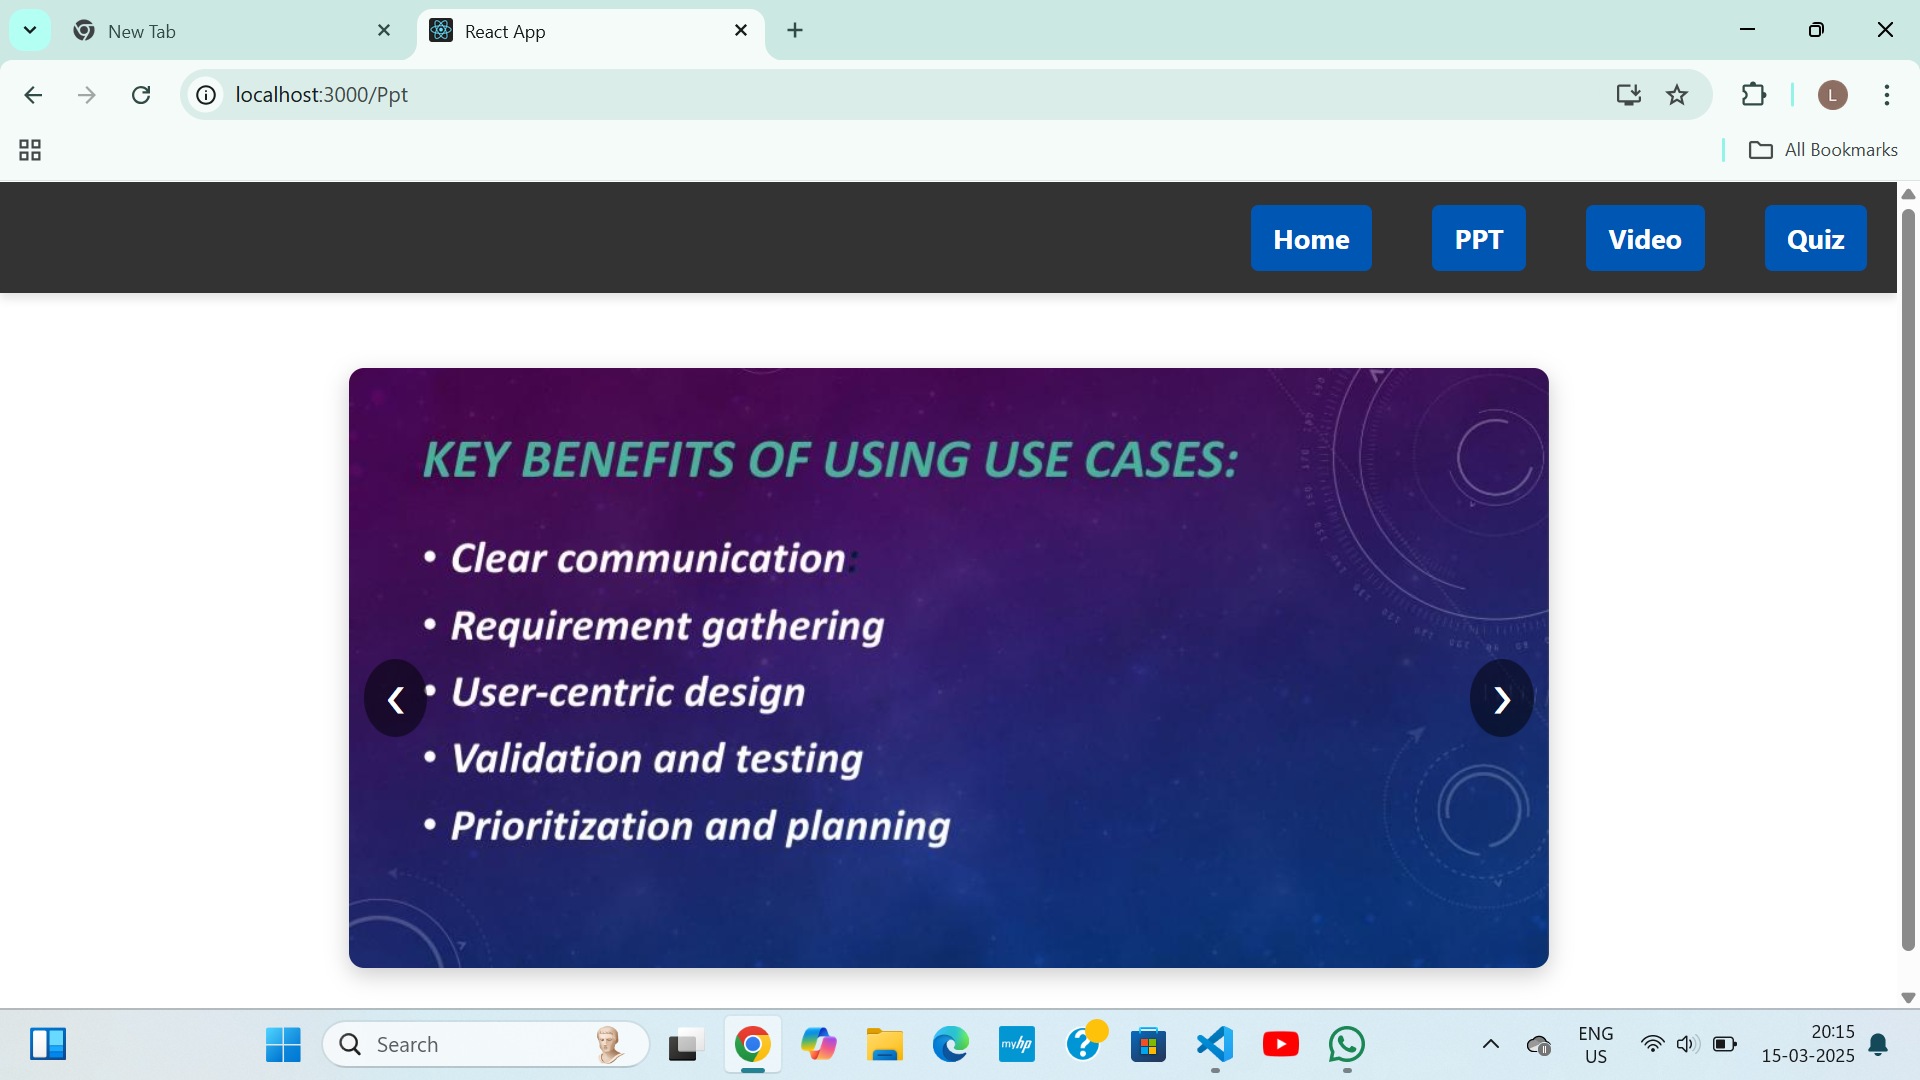 New Tab
React App
localhost:3000/Ppt
L
All Bookmarks
Home PPT Video Quiz
KEY BENEFITS OF USING USE CASES:
• Clear communication:
• Requirement gathering
• User-centric design
• Validation and testing
• Prioritization and planning
Search
myhp
ENG
US
20:15
15-03-2025